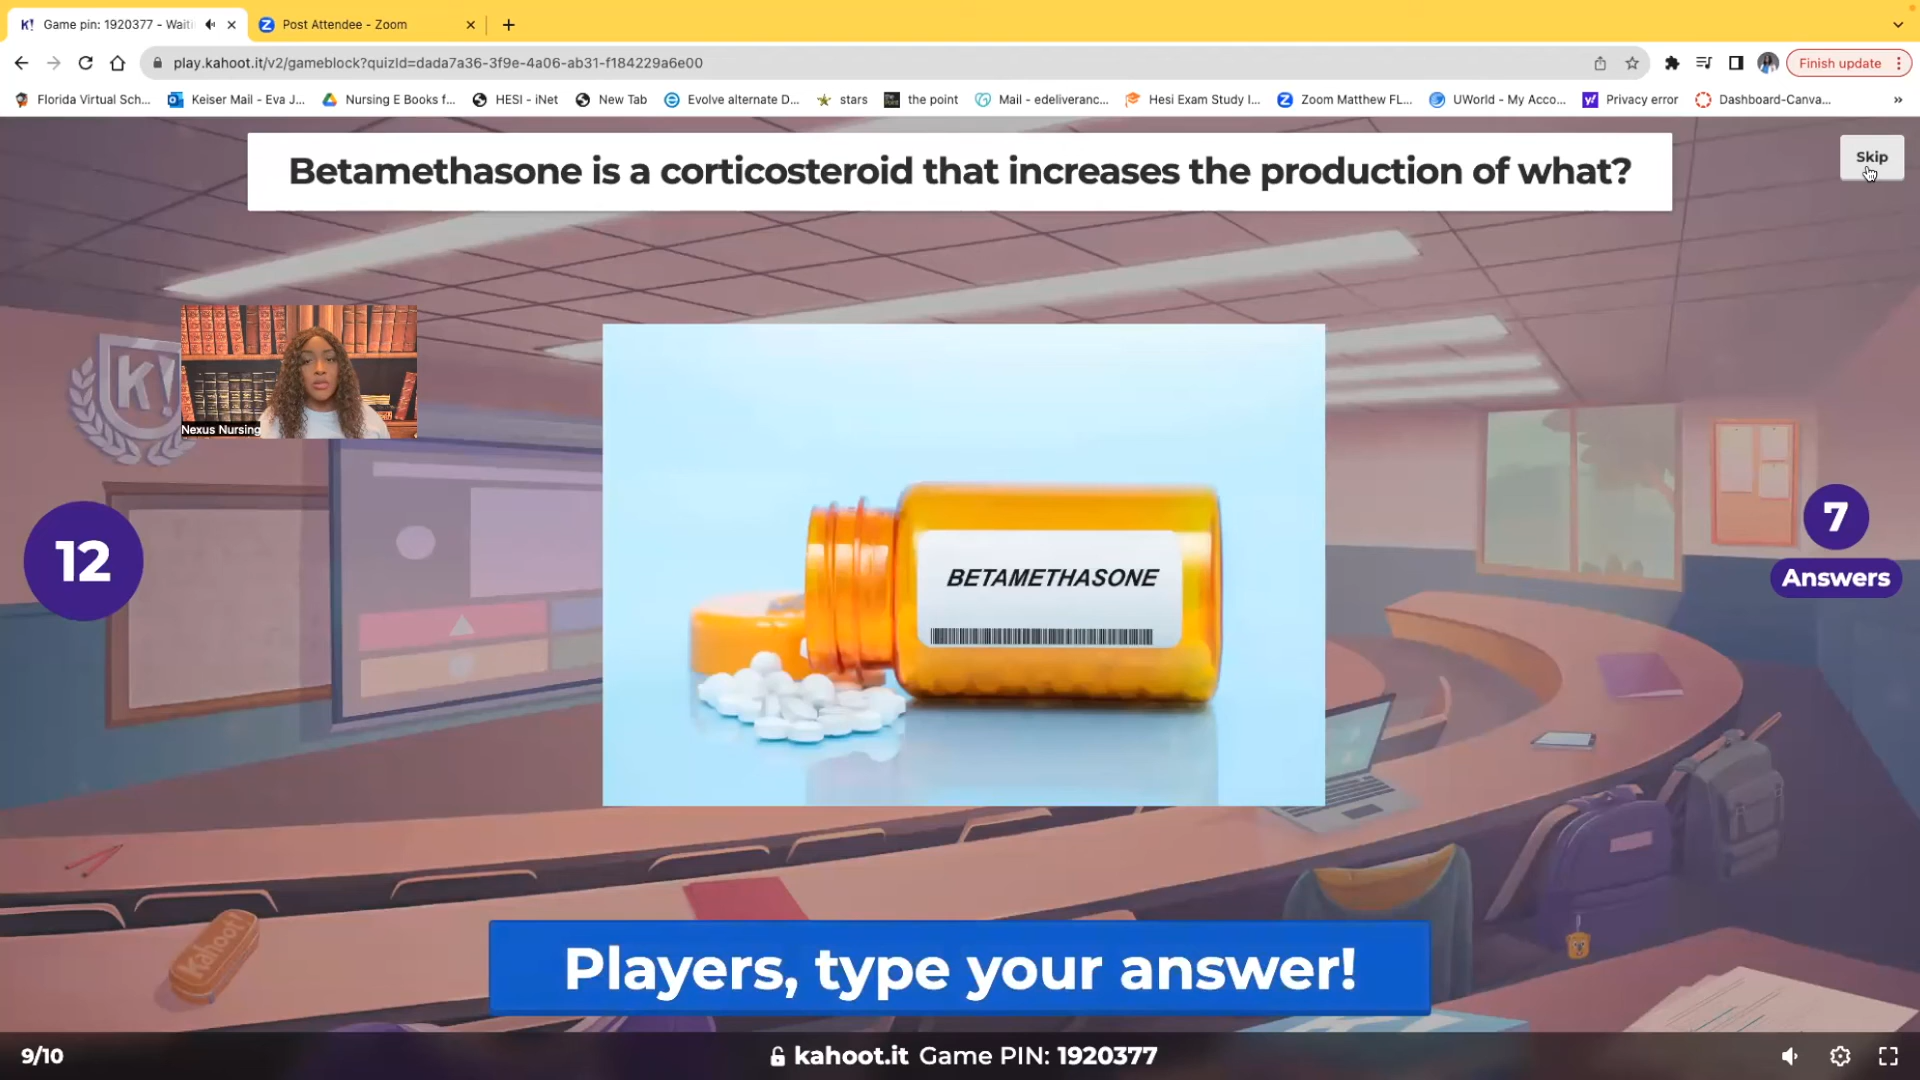 K! Game pin: 1920377 - Wait
Post Attendee - Zoom
play.kahoot.it/v2/gameblock?quizId=dada7a36-3f9e-4a06-ab31-f184229a6e00
Finish update
Florida Virtual Sch...
Keiser Mail - Eva J...
Nursing E Books f...
HESI - iNet
New Tab
Evolve alternate D...
stars
the point
Mail - edeliveranc...
Hesi Exam Study I...
Zoom Matthew FL...
UWorld - My Acco...
Privacy error
Dashboard-Canva...
»
Betamethasone is a corticosteroid that increases the production of what?
Skip
K!
Nexus Nursing
12
BETAMETHASONE
7
Answers
Kahoot!
Players, type your answer!
9/10
kahoot.it Game PIN: 1920377